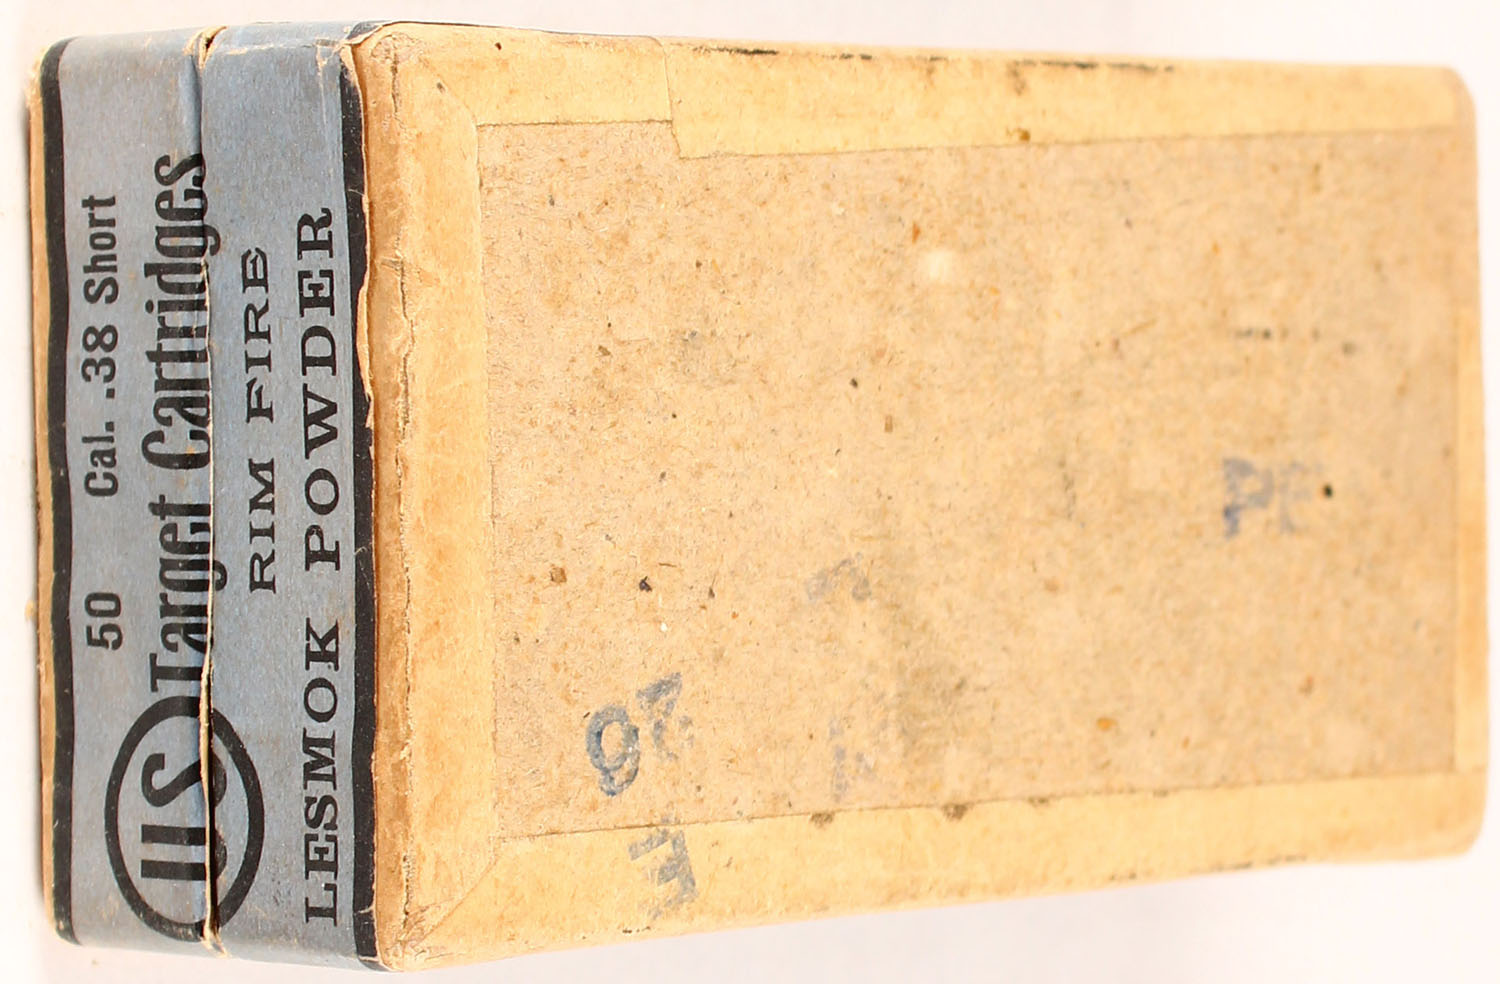 50 Cal. .38 Short
US Target Cartridges
RIM FIRE
LESMOK POWDER